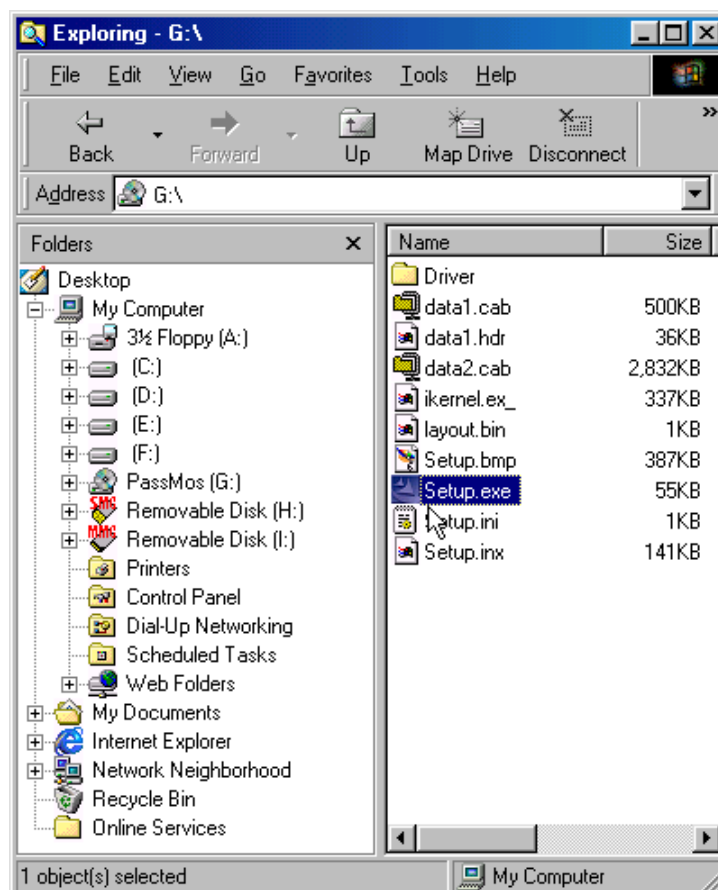 Exploring - G:\
File Edit View Go Favorites Tools Help
Back Forward Up Map Drive Disconnect »
Address G:\
Folders
Desktop
My Computer
3½ Floppy (A:)
(C:)
(D:)
(E:)
(F:)
PassMos (G:)
SMC Removable Disk (H:)
MMC Removable Disk (I:)
Printers
Control Panel
Dial-Up Networking
Scheduled Tasks
Web Folders
My Documents
Internet Explorer
Network Neighborhood
Recycle Bin
Online Services
Name Size
Driver
data1.cab 500KB
data1.hdr 36KB
data2.cab 2,832KB
ikernel.ex_ 337KB
layout.bin 1KB
Setup.bmp 387KB
Setup.exe 55KB
Setup.ini 1KB
Setup.inx 141KB
1 object(s) selected My Computer